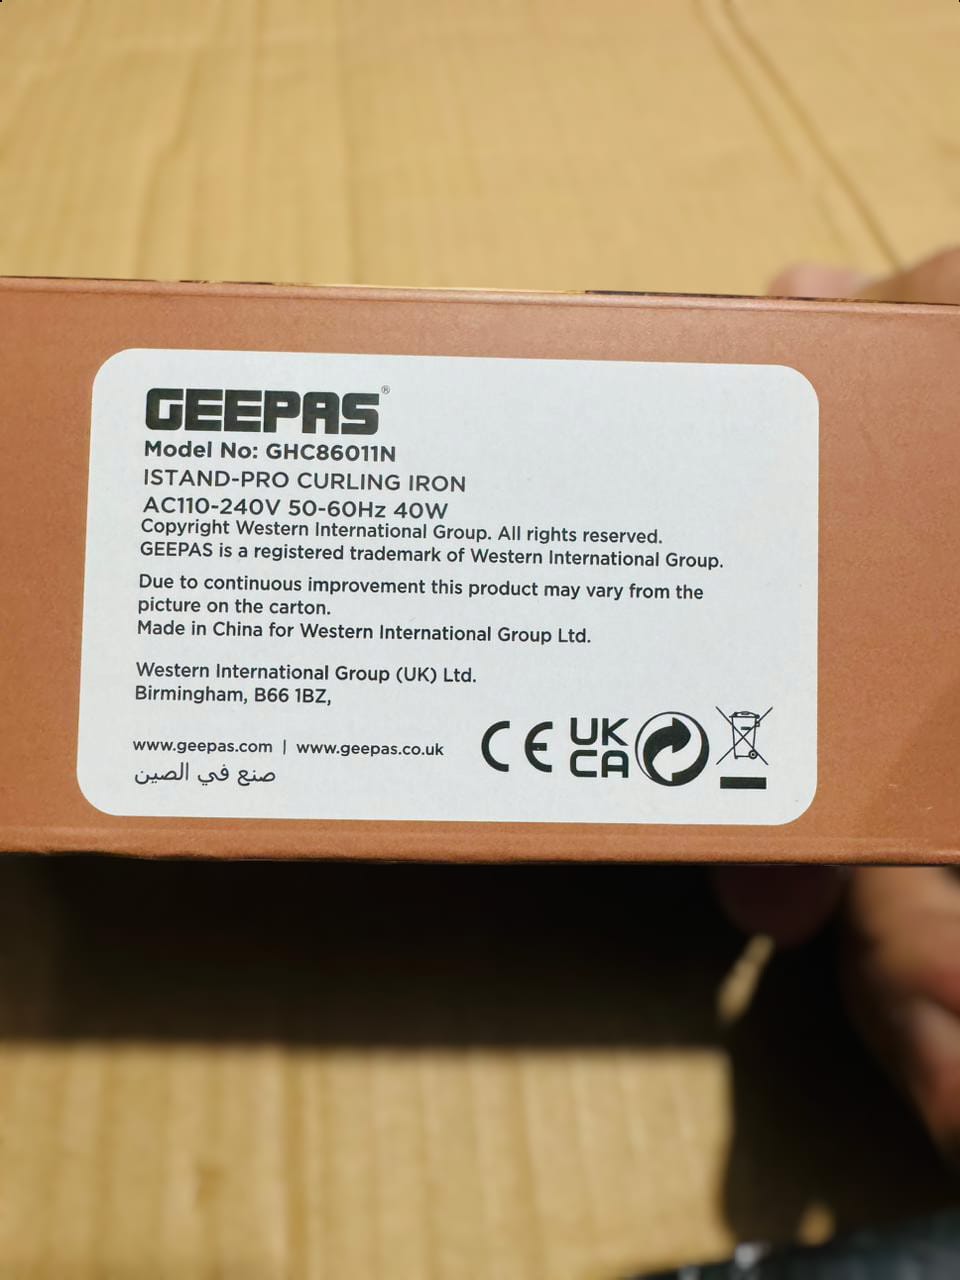 GEEPAS®
Model No: GHC86011N
ISTAND-PRO CURLING IRON
AC110-240V 50-60Hz 40W
Copyright Western International Group. All rights reserved.
GEEPAS is a registered trademark of Western International Group.
Due to continuous improvement this product may vary from the
picture on the carton.
Made in China for Western International Group Ltd.
Western International Group (UK) Ltd.
Birmingham, B66 1BZ,
www.geepas.com | www.geepas.co.uk
صنع في الصين
CE
UK
CA